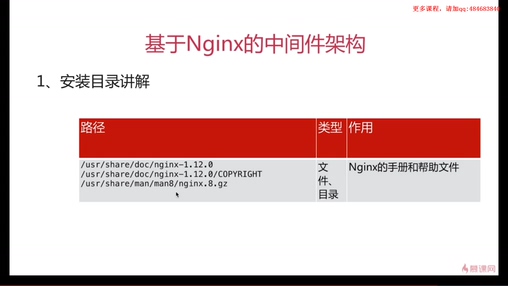 更多课程，请加qq:484683840
基于Nginx的中间件架构
1、安装目录讲解
路径 类型 作用
/usr/share/doc/nginx-1.12.0
/usr/share/doc/nginx-1.12.0/COPYRIGHT
/usr/share/man/man8/nginx.8.gz
文件、目录
Nginx的手册和帮助文件
慕课网